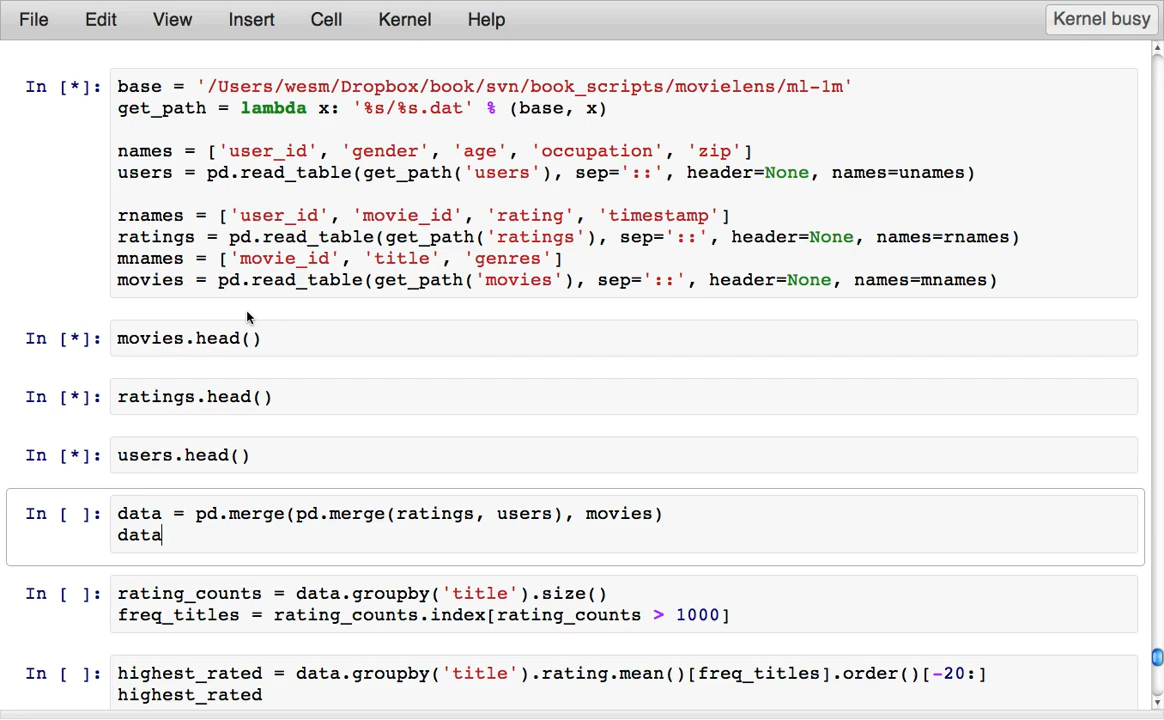 File Edit View Insert Cell Kernel Help Kernel busy
In [*]: base = '/Users/wesm/Dropbox/book/svn/book_scripts/movielens/ml-1m'
get_path = lambda x: '%s/%s.dat' % (base, x)
names = ['user_id', 'gender', 'age', 'occupation', 'zip']
users = pd.read_table(get_path('users'), sep='::', header=None, names=unames)
rnames = ['user_id', 'movie_id', 'rating', 'timestamp']
ratings = pd.read_table(get_path('ratings'), sep='::', header=None, names=rnames)
mnames = ['movie_id', 'title', 'genres']
movies = pd.read_table(get_path('movies'), sep='::', header=None, names=mnames)
In [*]: movies.head()
In [*]: ratings.head()
In [*]: users.head()
In [ ]: data = pd.merge(pd.merge(ratings, users), movies)
data
In [ ]: rating_counts = data.groupby('title').size()
freq_titles = rating_counts.index[rating_counts > 1000]
In [ ]: highest_rated = data.groupby('title').rating.mean()[freq_titles].order()[-20:]
highest_rated